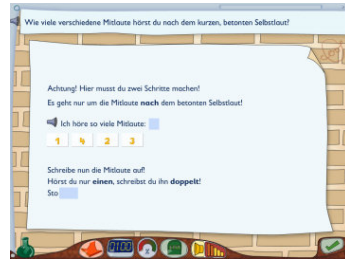 Wie viele verschiedene Mitlaute hörst du nach dem kurzen, betonten Selbstlaut?
Achtung! Hier musst du zwei Schritte machen!
Es geht nur um die Mitlaute nach dem betonten Selbstlaut!
Ich höre so viele Mitlaute:
1 4 2 3
Schreibe nun die Mitlaute auf!
Hörst du nur einen, schreibst du ihn doppelt!
Sto
0100